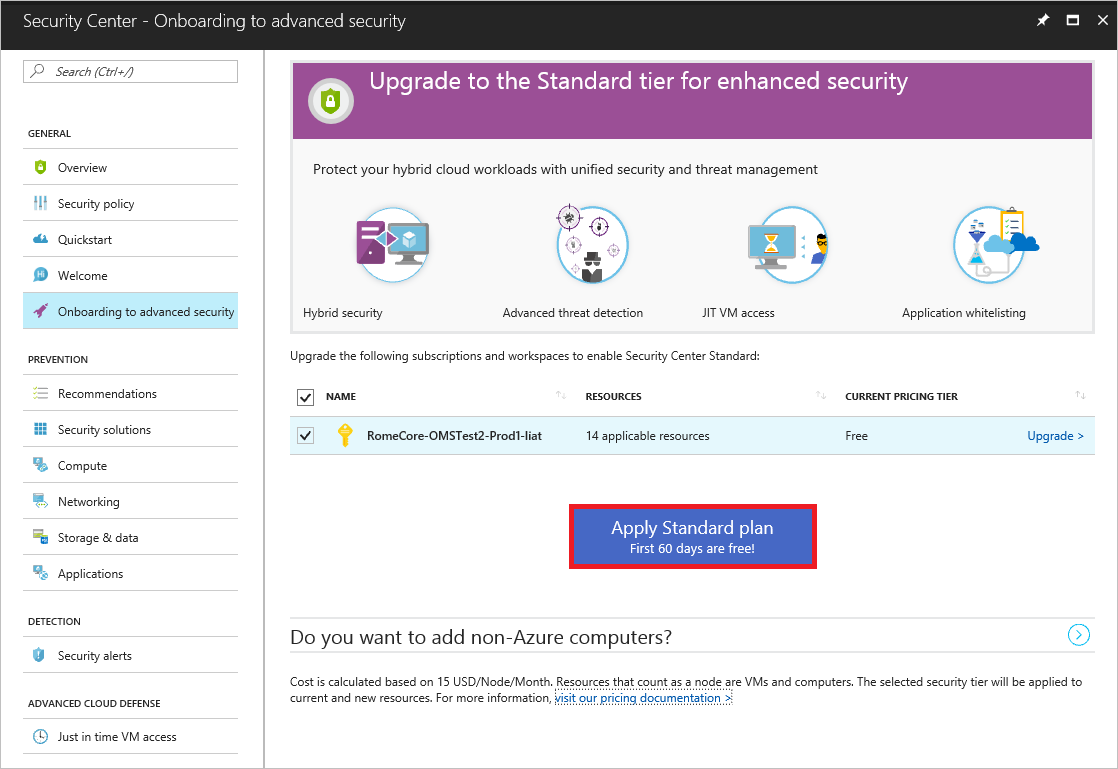 Security Center - Onboarding to advanced security
Search (Ctrl+/)
GENERAL
Overview
Security policy
Quickstart
Hi
Welcome
Onboarding to advanced security
PREVENTION
Recommendations
Security solutions
Compute
Networking
Storage & data
Applications
DETECTION
Security alerts
ADVANCED CLOUD DEFENSE
Just in time VM access
Upgrade to the Standard tier for enhanced security
Protect your hybrid cloud workloads with unified security and threat management
Hybrid security
Advanced threat detection
JIT VM access
Application whitelisting
Upgrade the following subscriptions and workspaces to enable Security Center Standard:
NAME RESOURCES CURRENT PRICING TIER
RomeCore-OMSTest2-Prod1-liat 14 applicable resources Free Upgrade >
Apply Standard plan
First 60 days are free!
Do you want to add non-Azure computers?
Cost is calculated based on 15 USD/Node/Month. Resources that count as a node are VMs and computers. The selected security tier will be applied to
current and new resources. For more information, visit our pricing documentation >